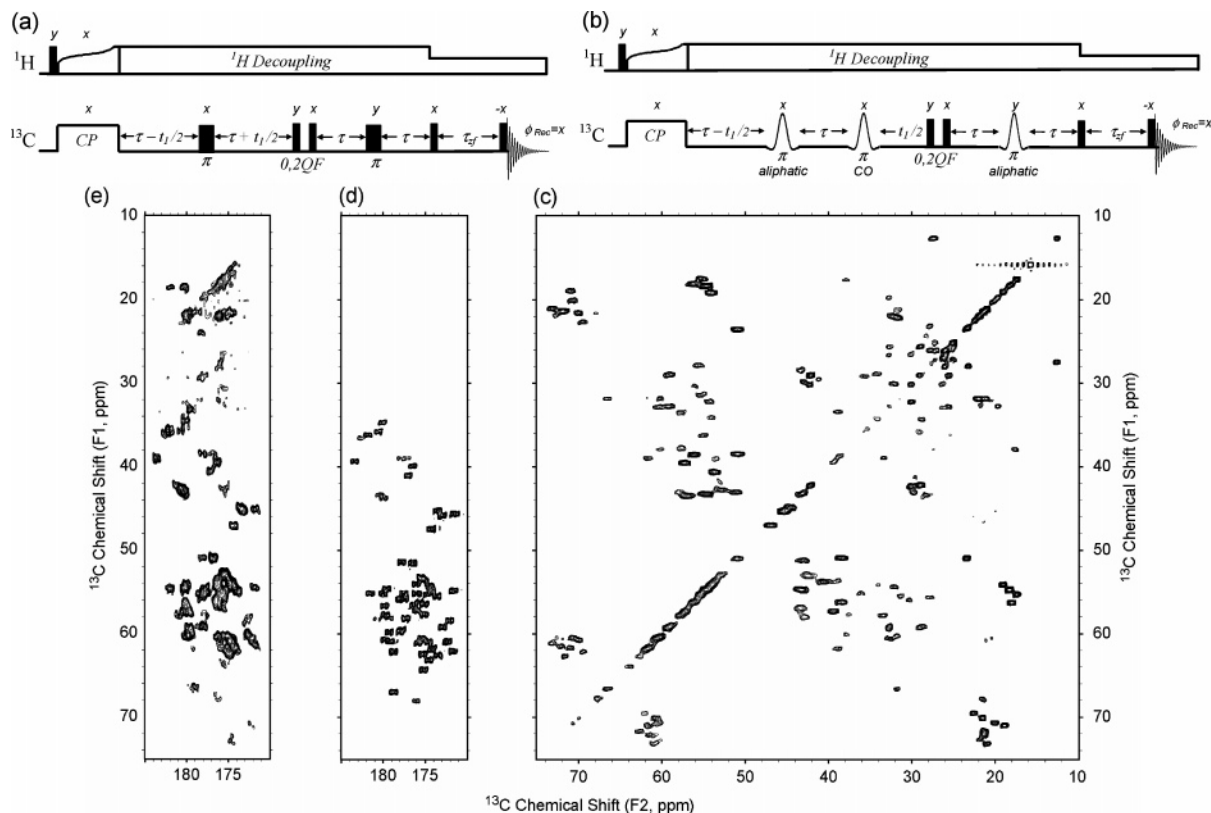 (a)
y
x
¹H
¹H Decoupling
x
x
y
x
y
x
-x
¹³C
CP
τ – t₁/2
τ + t₁/2
τ
τ
τzf
ϕ Rec=x
π
0,2QF
π
(b)
y
x
¹H
¹H Decoupling
x
x
x
y
x
y
x
-x
¹³C
CP
τ – t₁/2
τ
t₁/2
τ
τ
τzf
ϕ Rec=x
π
π
0,2QF
π
aliphatic
CO
aliphatic
(e)
(d)
(c)
10
20
30
40
50
60
70
¹³C Chemical Shift (F1, ppm)
180
175
180
175
10
20
30
40
50
60
70
¹³C Chemical Shift (F1, ppm)
70
60
50
40
30
20
10
¹³C Chemical Shift (F2, ppm)